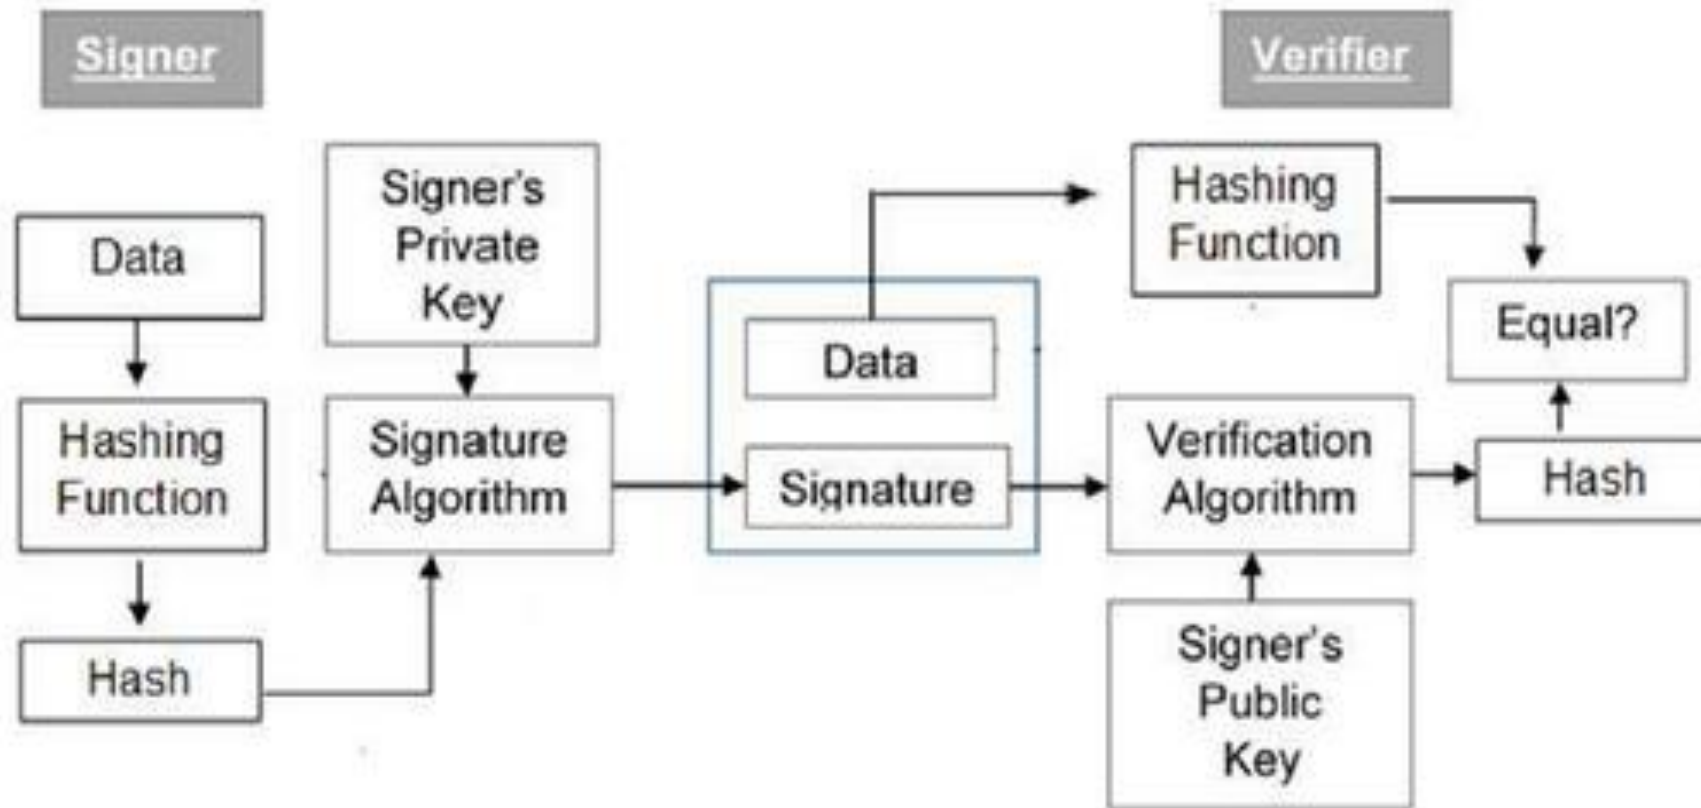 Signer
Verifier
Data
Hashing
Function
Hash
Signer's
Private
Key
Signature
Algorithm
Data
Signature
Hashing
Function
Equal?
Verification
Algorithm
Hash
Signer's
Public
Key